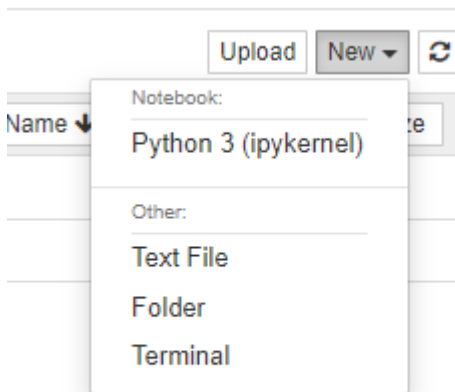 Upload New
Name
Notebook:
Python 3 (ipykernel)
Other:
Text File
Folder
Terminal